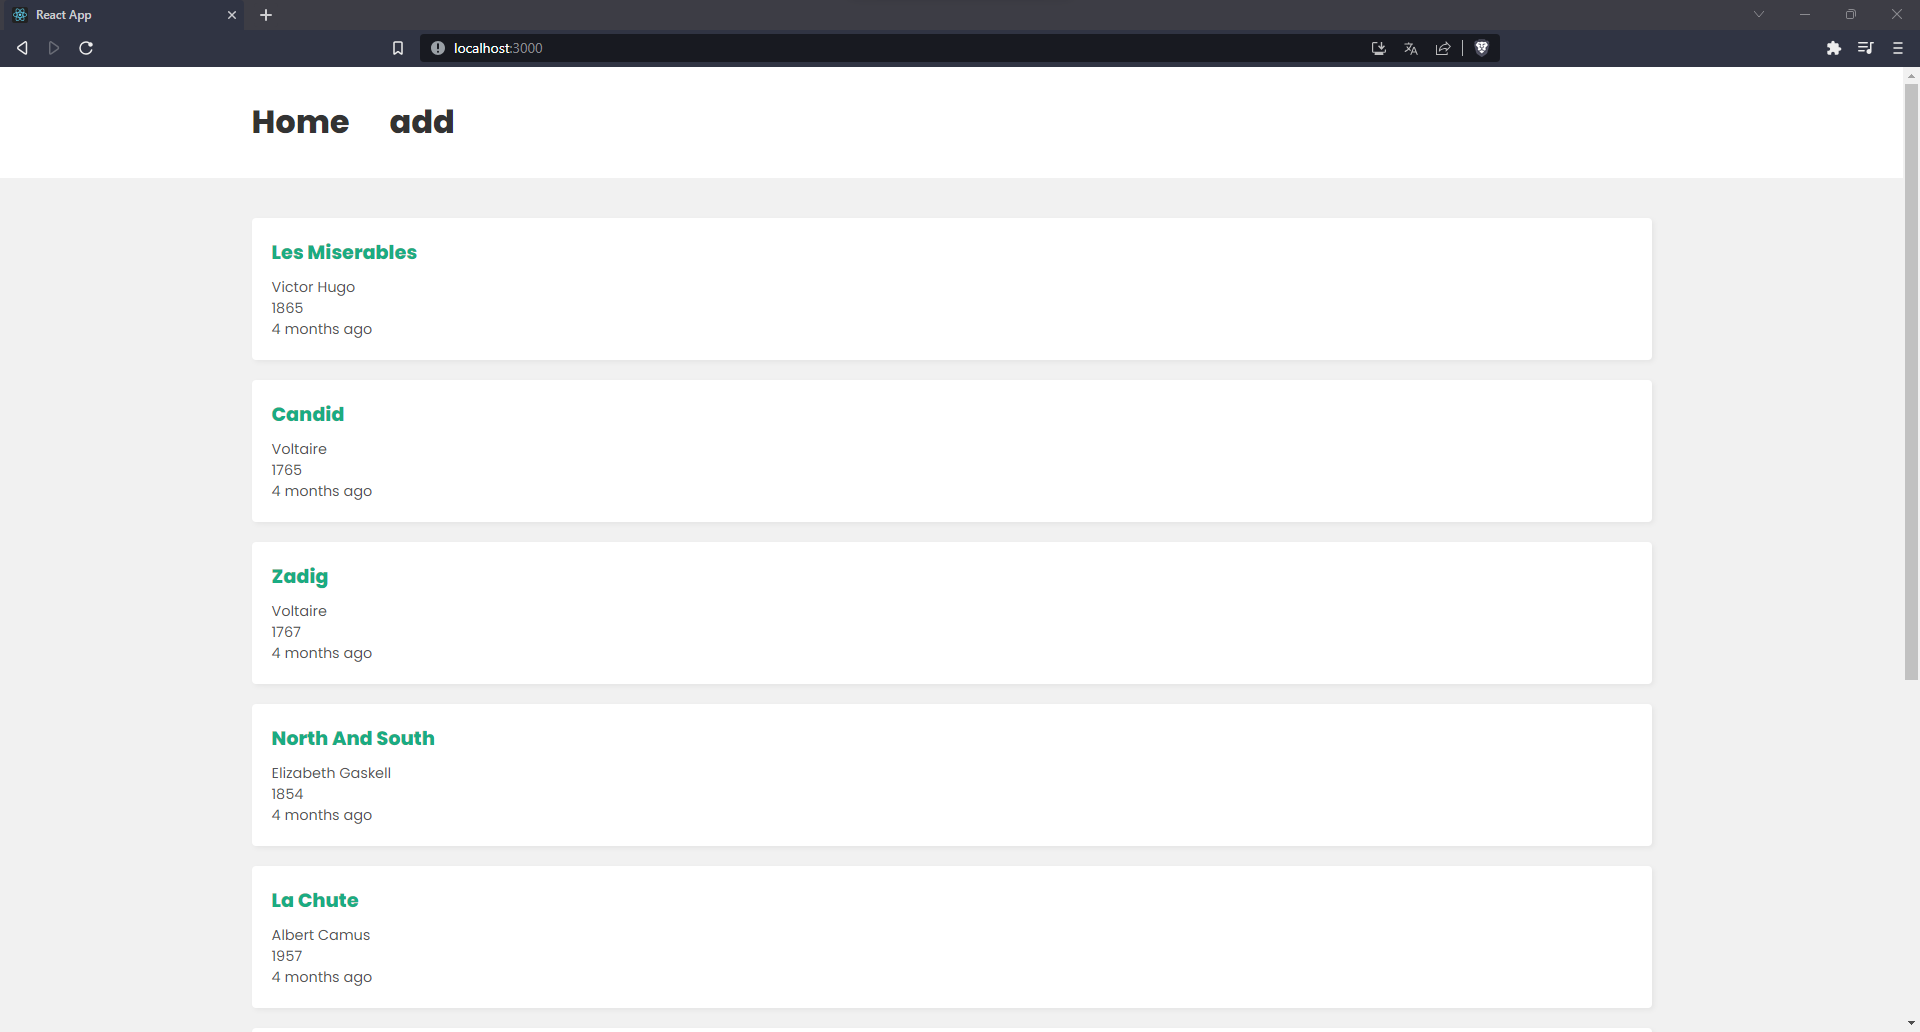 React App
localhost:3000
Home add
Les Miserables
Victor Hugo
1865
4 months ago
Candid
Voltaire
1765
4 months ago
Zadig
Voltaire
1767
4 months ago
North And South
Elizabeth Gaskell
1854
4 months ago
La Chute
Albert Camus
1957
4 months ago